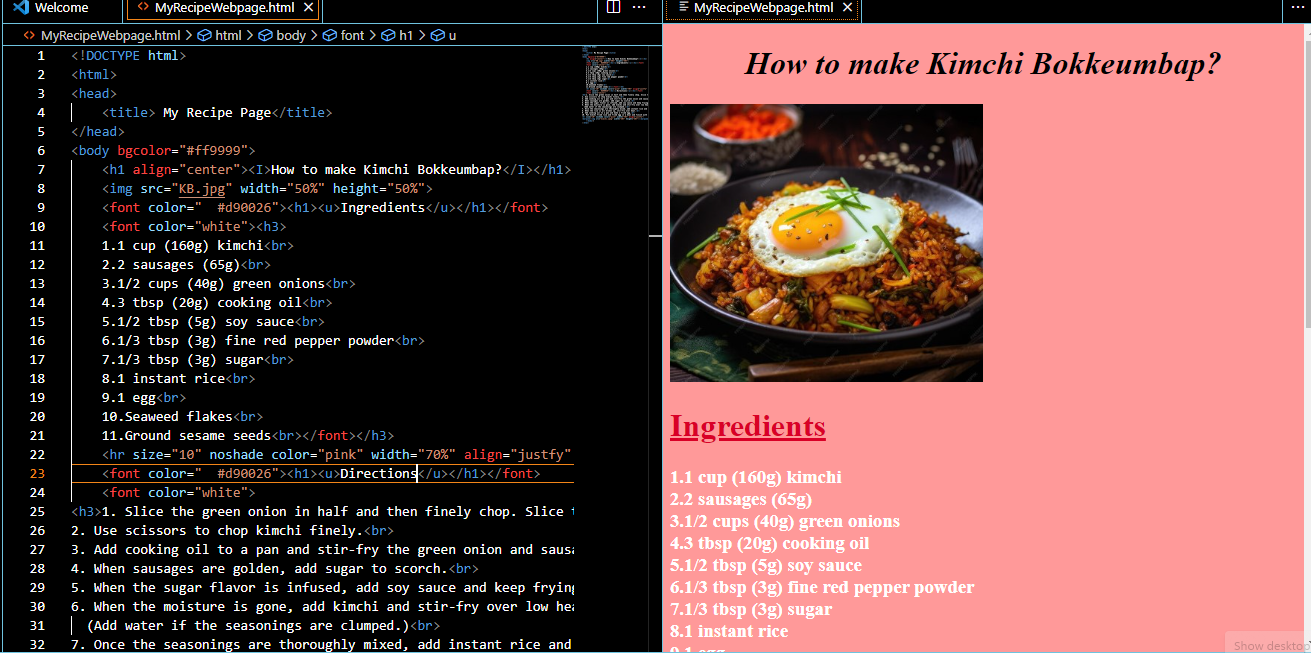 Welcome
MyRecipeWebpage.html
MyRecipeWebpage.html > html > body > font > h1 > u
1 <!DOCTYPE html>
2 <html>
3 <head>
4 <title> My Recipe Page</title>
5 </head>
6 <body bgcolor="#ff9999">
7 <h1 align="center"><I>How to make Kimchi Bokkeumbap?</I></h1>
8 <img src="KB.jpg" width="50%" height="50%">
9 <font color="  #d90026"><h1><u>Ingredients</u></h1></font>
10 <font color="white"><h3>
11 1.1 cup (160g) kimchi<br>
12 2.2 sausages (65g)<br>
13 3.1/2 cups (40g) green onions<br>
14 4.3 tbsp (20g) cooking oil<br>
15 5.1/2 tbsp (5g) soy sauce<br>
16 6.1/3 tbsp (3g) fine red pepper powder<br>
17 7.1/3 tbsp (3g) sugar<br>
18 8.1 instant rice<br>
19 9.1 egg<br>
20 10.Seaweed flakes<br>
21 11.Ground sesame seeds<br></font></h3>
22 <hr size="10" noshade color="pink" width="70%" align="justfy"
23 <font color="  #d90026"><h1><u>Directions</u></h1></font>
24 <font color="white">
25 <h3>1. Slice the green onion in half and then finely chop. Slice
26 2. Use scissors to chop kimchi finely.<br>
27 3. Add cooking oil to a pan and stir-fry the green onion and
28 4. When sausages are golden, add sugar to scorch.<br>
29 5. When the sugar flavor is infused, add soy sauce and keep frying
30 6. When the moisture is gone, add kimchi and stir-fry over low
31 (Add water if the seasonings are clumped.)<br>
32 7. Once the seasonings are thoroughly mixed, add instant rice and
MyRecipeWebpage.html
How to make Kimchi Bokkeumbap?
Ingredients
1.1 cup (160g) kimchi
2.2 sausages (65g)
3.1/2 cups (40g) green onions
4.3 tbsp (20g) cooking oil
5.1/2 tbsp (5g) soy sauce
6.1/3 tbsp (3g) fine red pepper powder
7.1/3 tbsp (3g) sugar
8.1 instant rice
9.1 egg
Show